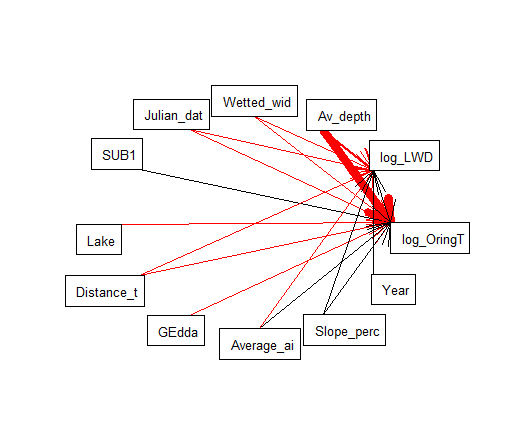 Wetted_wid
Av_depth
Julian_dat
log_LWD
SUB1
Lake
log_OringT
Distance_t
Year
GEdda
Slope_perc
Average_ai